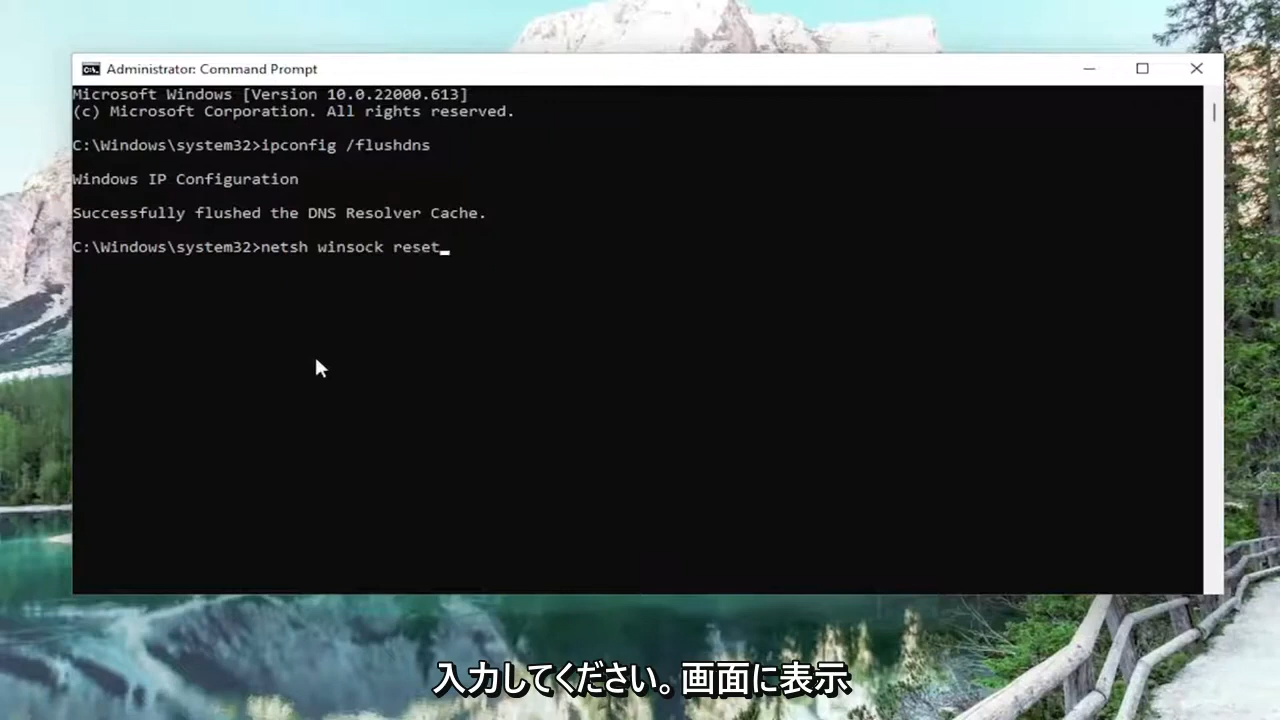 Administrator: Command Prompt
Microsoft Windows [Version 10.0.22000.613]
(c) Microsoft Corporation. All rights reserved.
C:\Windows\system32>ipconfig /flushdns
Windows IP Configuration
Successfully flushed the DNS Resolver Cache.
C:\Windows\system32>netsh winsock reset_
入力してください。画面に表示